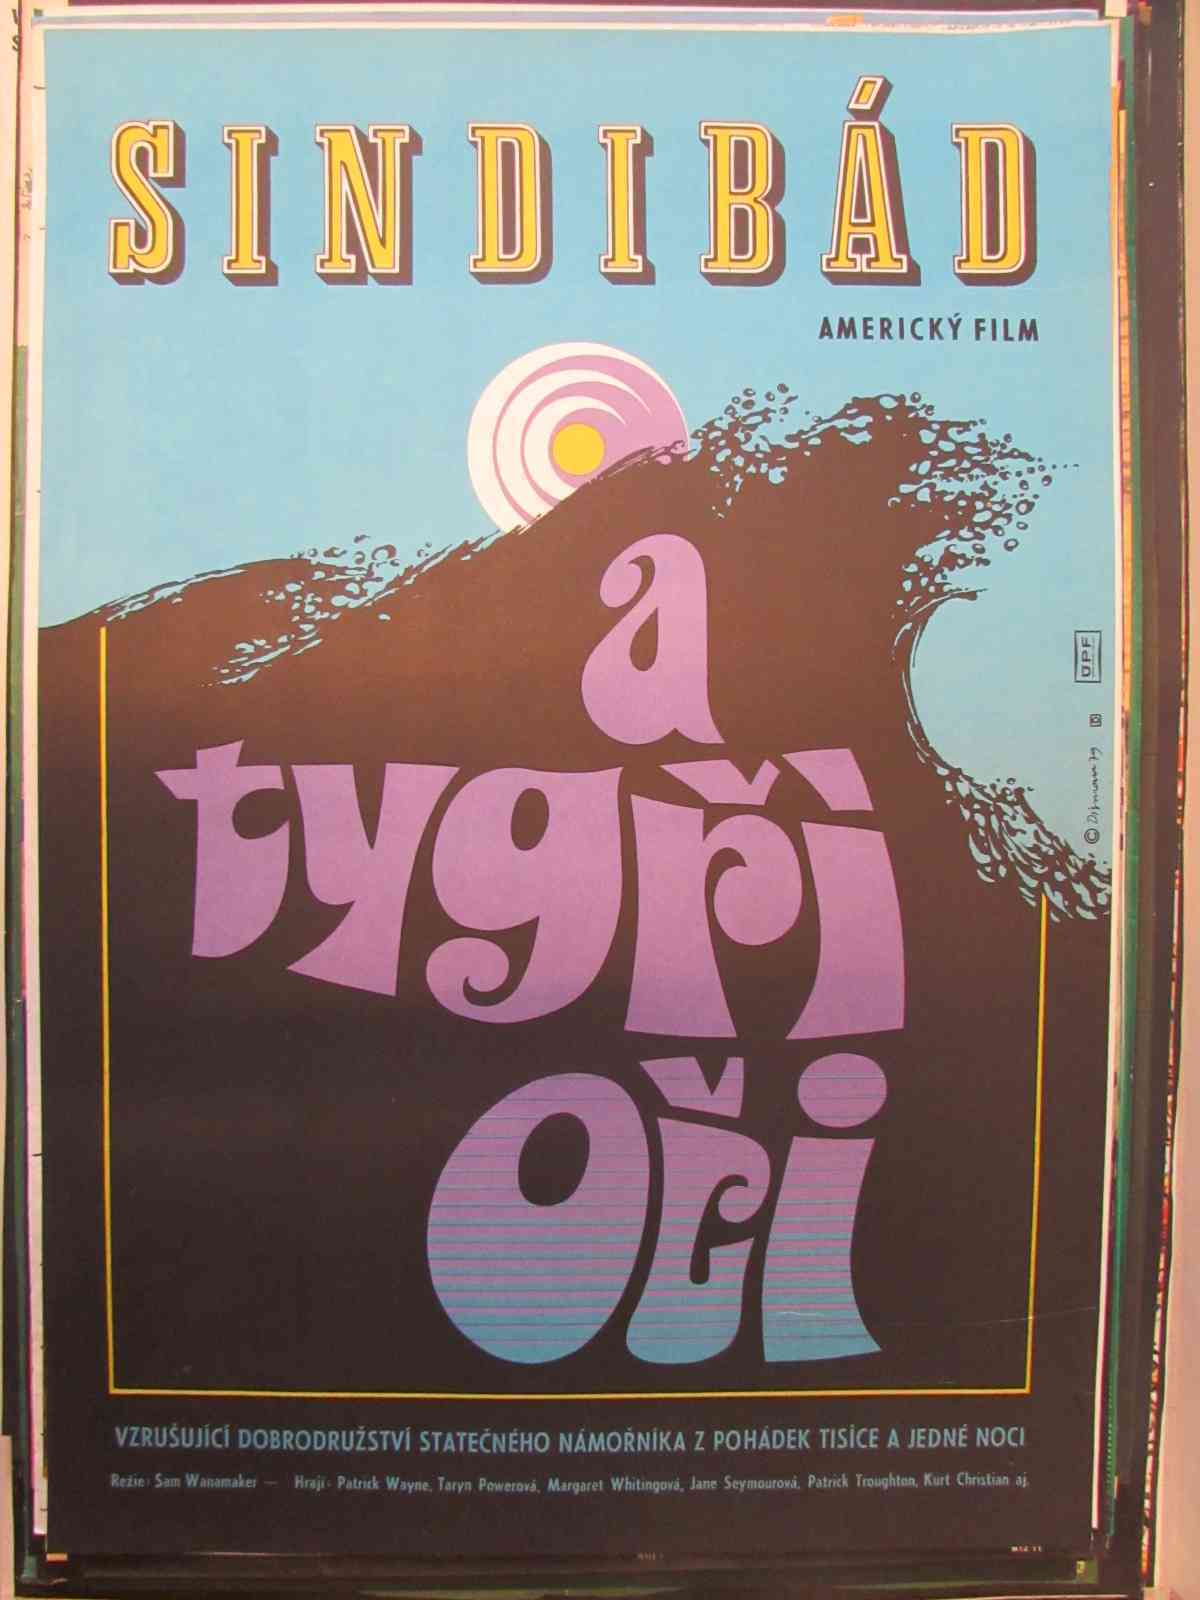 SINDIBÁD
AMERICKÝ FILM
a
tygří
oči
ÚPF
VZRUŠUJÍCÍ DOBRODRUŽSTVÍ STATEČNÉHO NÁMOŘNÍKA Z POHÁDEK TISÍCE A JEDNÉ NOCI
Režie: Sam Wanamaker — Hrají: Patrick Wayne, Taryn Powerová, Margaret Whitingová, Jane Seymourová, Patrick Troughton, Kurt Christian aj.